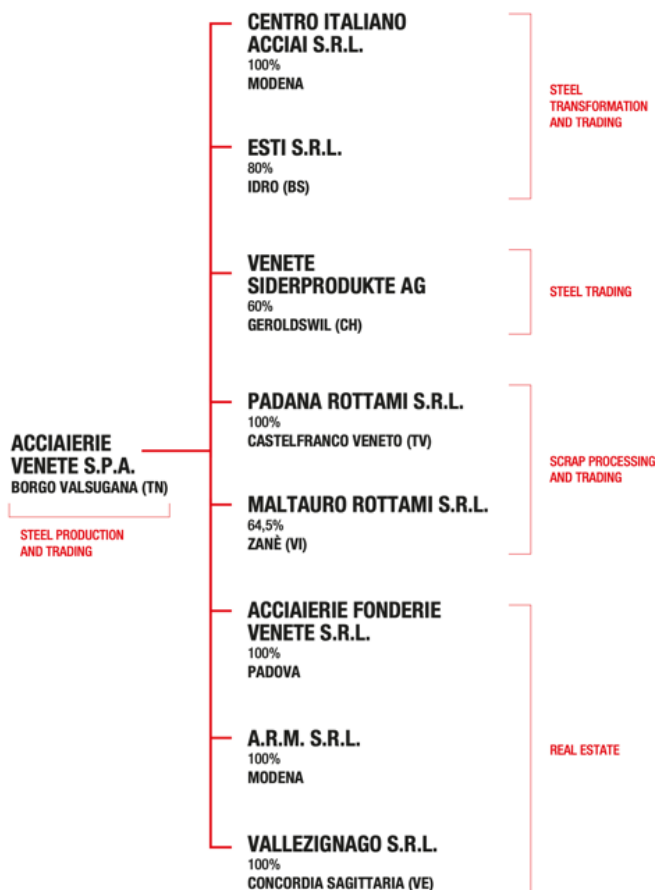 CENTRO ITALIANO
ACCIAI S.R.L.
100%
MODENA
STEEL
TRANSFORMATION
AND TRADING
ESTI S.R.L.
80%
IDRO (BS)
VENETE
SIDERPRODUKTE AG
60%
GEROLDSWIL (CH)
STEEL TRADING
ACCIAIERIE
VENETE S.P.A.
BORGO VALSUGANA (TN)
STEEL PRODUCTION
AND TRADING
PADANA ROTTAMI S.R.L.
100%
CASTELFRANCO VENETO (TV)
SCRAP PROCESSING
AND TRADING
MALTAURO ROTTAMI S.R.L.
64,5%
ZANÈ (VI)
ACCIAIERIE FONDERIE
VENETE S.R.L.
100%
PADOVA
A.R.M. S.R.L.
100%
MODENA
REAL ESTATE
VALLEZIGNAGO S.R.L.
100%
CONCORDIA SAGITTARIA (VE)